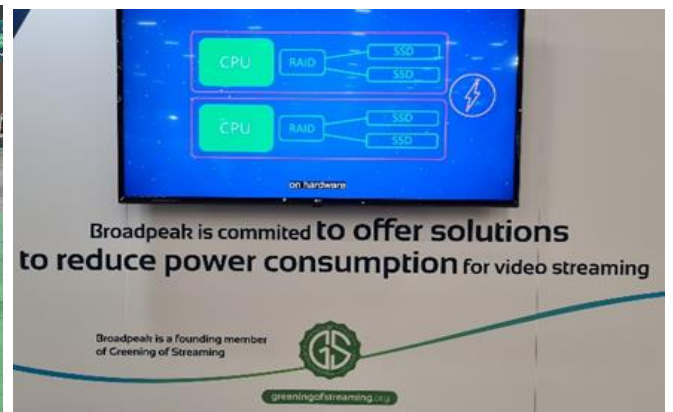 CPU RAID SSD
SSD
CPU RAID SSD
SSD
on hardware
Broadpeak is commited to offer solutions
to reduce power consumption for video streaming
Broadpeak is a founding member
of Greening of Streaming
GS
greeningofstreaming.org